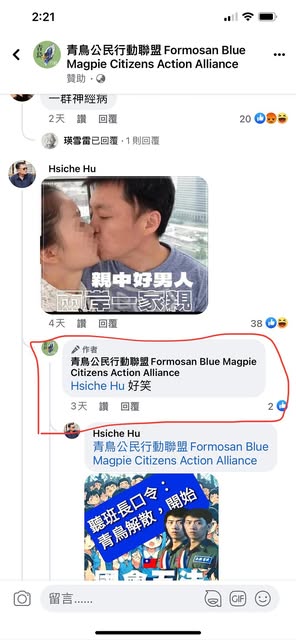 2:21
青鳥公民行動聯盟 Formosan Blue
Magpie Citizens Action Alliance
贊助・
一群神經病
2天 讚 回覆
20
瑛雪雷已回覆・1則回覆
Hsiche Hu
親中好男人
兩岸一家親
4天 讚 回覆
38
作者
青鳥公民行動聯盟 Formosan Blue Magpie
Citizens Action Alliance
Hsiche Hu 好笑
3天 讚 回覆
2
Hsiche Hu
青鳥公民行動聯盟 Formosan Blue
Magpie Citizens Action Alliance
聽班長口令：
青鳥解散，開始
留言……
GIF